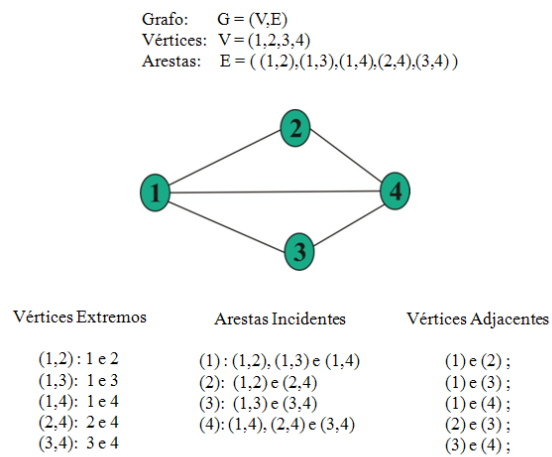 Grafo: G = (V,E)
Vértices: V = (1,2,3,4)
Arestas: E = ( (1,2),(1,3),(1,4),(2,4),(3,4) )
2
1
4
3
Vértices Extremos
(1,2) : 1 e 2
(1,3): 1 e 3
(1,4): 1 e 4
(2,4): 2 e 4
(3,4): 3 e 4
Arestas Incidentes
(1) : (1,2), (1,3) e (1,4)
(2): (1,2) e (2,4)
(3): (1,3) e (3,4)
(4): (1,4), (2,4) e (3,4)
Vértices Adjacentes
(1) e (2) ;
(1) e (3) ;
(1) e (4) ;
(2) e (3) ;
(3) e (4) ;